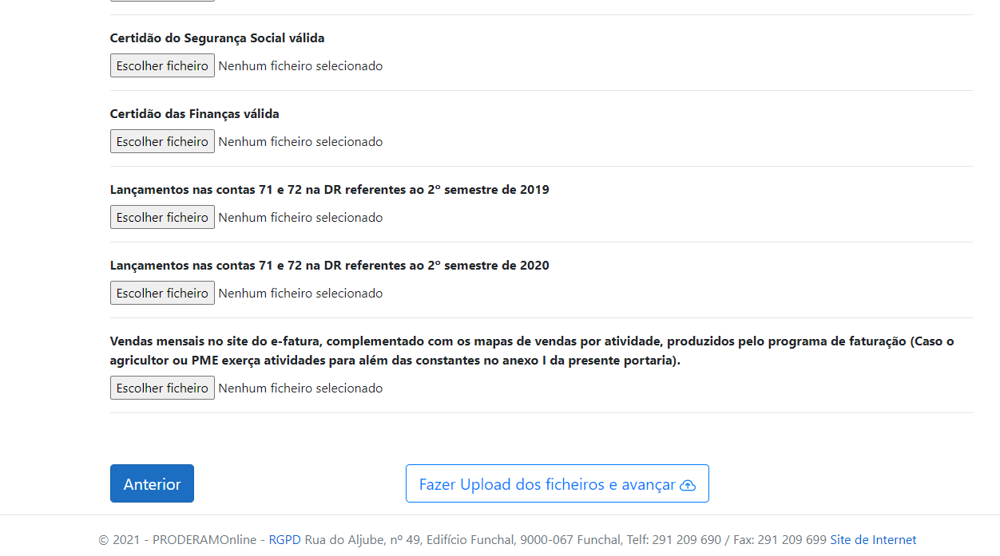 Certidão do Segurança Social válida
Escolher ficheiro Nenhum ficheiro selecionado
Certidão das Finanças válida
Escolher ficheiro Nenhum ficheiro selecionado
Lançamentos nas contas 71 e 72 na DR referentes ao 2º semestre de 2019
Escolher ficheiro Nenhum ficheiro selecionado
Lançamentos nas contas 71 e 72 na DR referentes ao 2º semestre de 2020
Escolher ficheiro Nenhum ficheiro selecionado
Vendas mensais no site do e-fatura, complementado com os mapas de vendas por atividade, produzidos pelo programa de faturação (Caso o
agricultor ou PME exerça atividades para além das constantes no anexo I da presente portaria).
Escolher ficheiro Nenhum ficheiro selecionado
Anterior Fazer Upload dos ficheiros e avançar
© 2021 - PRODERAMOnline - RGPD Rua do Aljube, nº 49, Edifício Funchal, 9000-067 Funchal, Telf: 291 209 690 / Fax: 291 209 699 Site de Internet